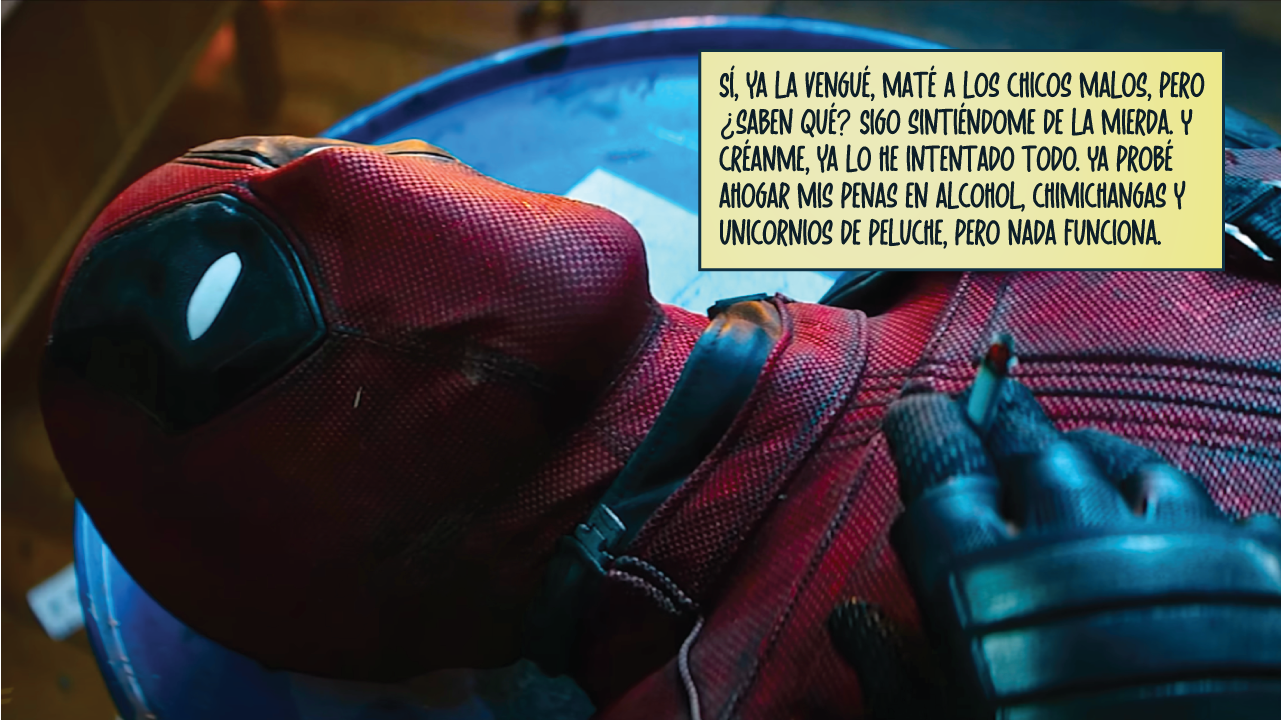 SÍ, YA LA VENGUÉ, MATÉ A LOS CHICOS MALOS, PERO
¿SABEN QUÉ? SIGO SINTIÉNDOME DE LA MIERDA. Y
CRÉANME, YA LO HE INTENTADO TODO. YA PROBÉ
AHOGAR MIS PENAS EN ALCOHOL, CHIMICHANGAS Y
UNICORNIOS DE PELUCHE, PERO NADA FUNCIONA.